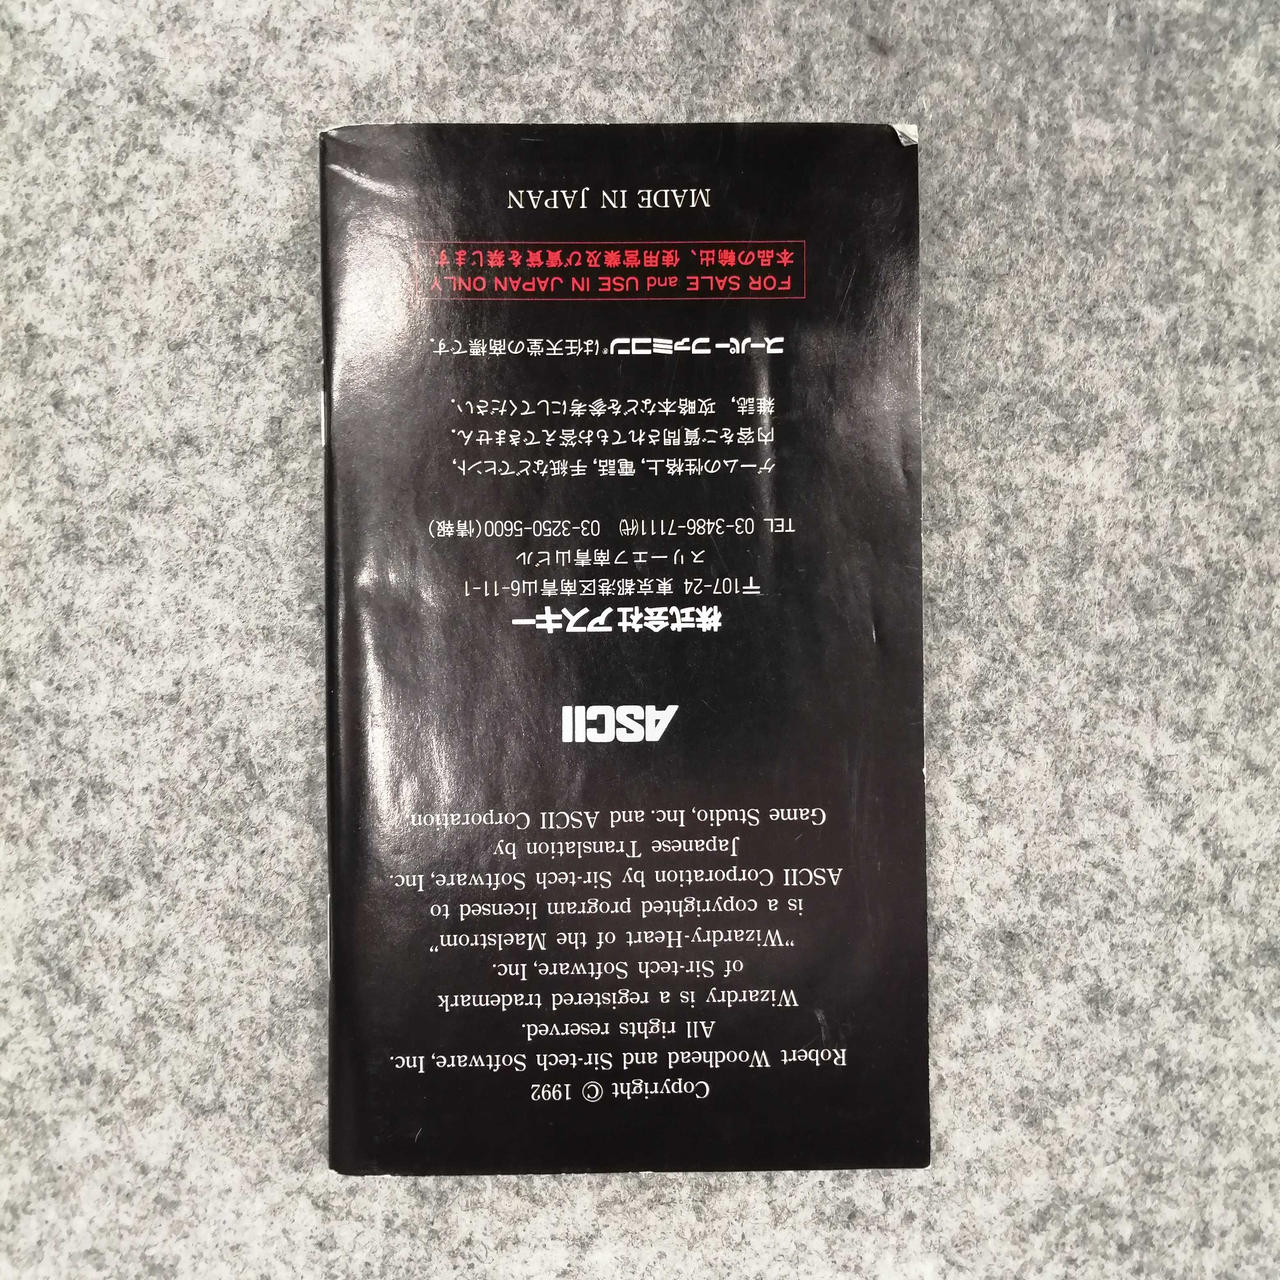 Copyright © 1992
Robert Woodhead and Sir-tech Software, Inc.
All rights reserved.
Wizardry is a registered trademark
of Sir-tech Software, Inc.
"Wizardry-Heart of the Maelstrom"
is a copyrighted program licensed to
ASCII Corporation by Sir-tech Software, Inc.
Japanese Translation by
Game Studio, Inc. and ASCII Corporation.
ASCII
株式会社アスキー
〒107-24 東京都港区南青山6-11-1
スリーエフ南青山ビル
TEL 03-3486-7111㈹ 03-3250-5600(情報)
ゲームの性格上,電話,手紙などでヒント,
内容をご質問されてもお答えできません.
雑誌,攻略本などを参考にしてください.
スーパーファミコン®は任天堂の商標です.
FOR SALE and USE IN JAPAN ONLY
本品の輸出、使用営業及び賃貸を禁じます.
MADE IN JAPAN